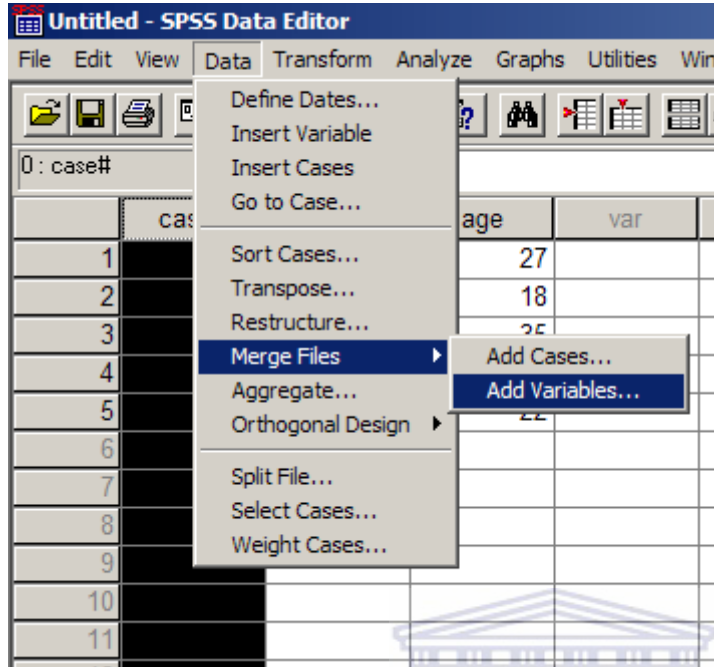 SPSS
Untitled - SPSS Data Editor
File Edit View Data Transform Analyze Graphs Utilities
0 : case#
age var
Define Dates...
Insert Variable
Insert Cases
Go to Case...
Sort Cases...
Transpose...
Restructure...
Merge Files
Aggregate...
Orthogonal Design
Split File...
Select Cases...
Weight Cases...
Add Cases...
Add Variables...
1 27
2 18
3
4
5
6
7
8
9
10
11